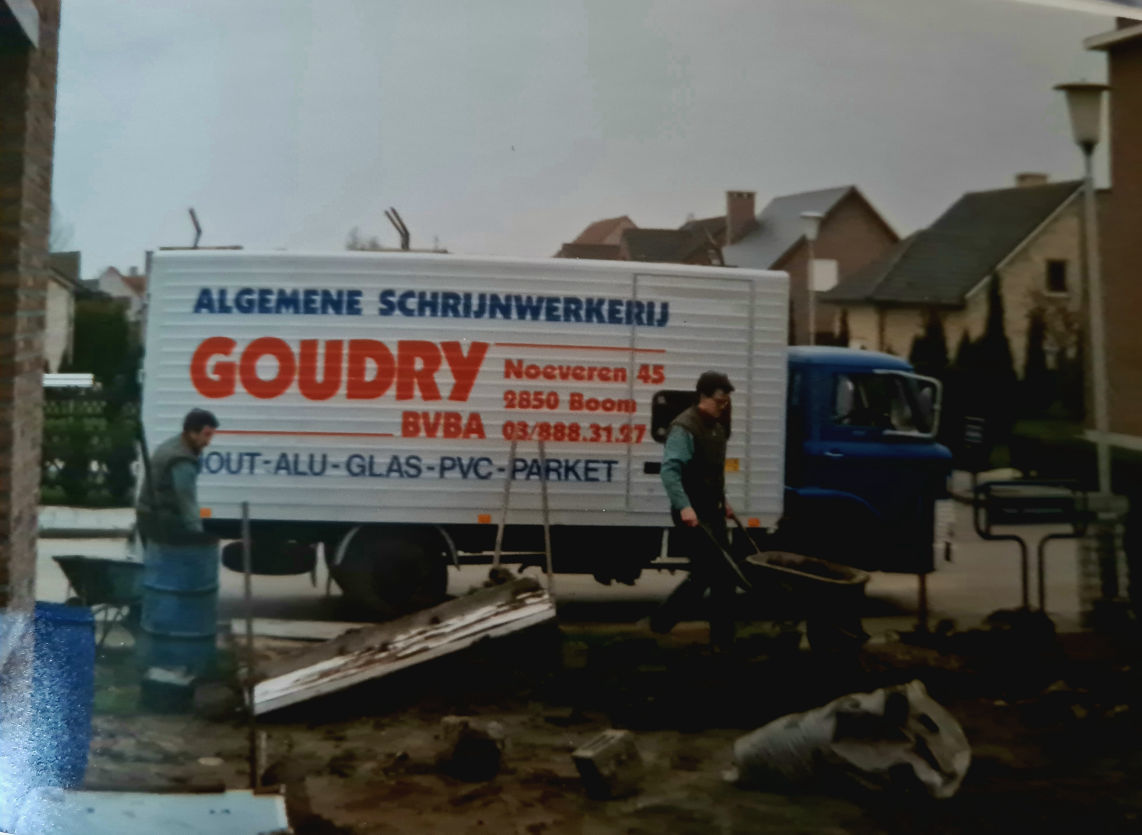 ALGEMENE SCHRIJNWERKERIJ
GOUDRY
Noeveren 45
2850 Boom
BVBA 03/888.31.27
HOUT-ALU-GLAS-PVC-PARKET